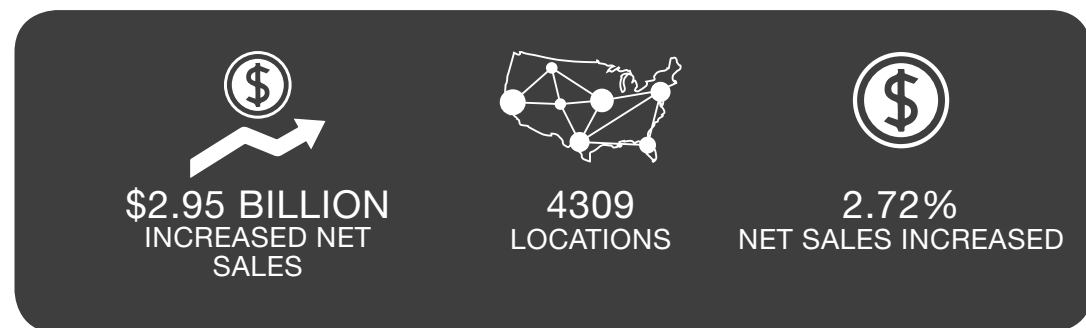 $
$
$2.95 BILLION
INCREASED NET
SALES
4309
LOCATIONS
2.72%
NET SALES INCREASED